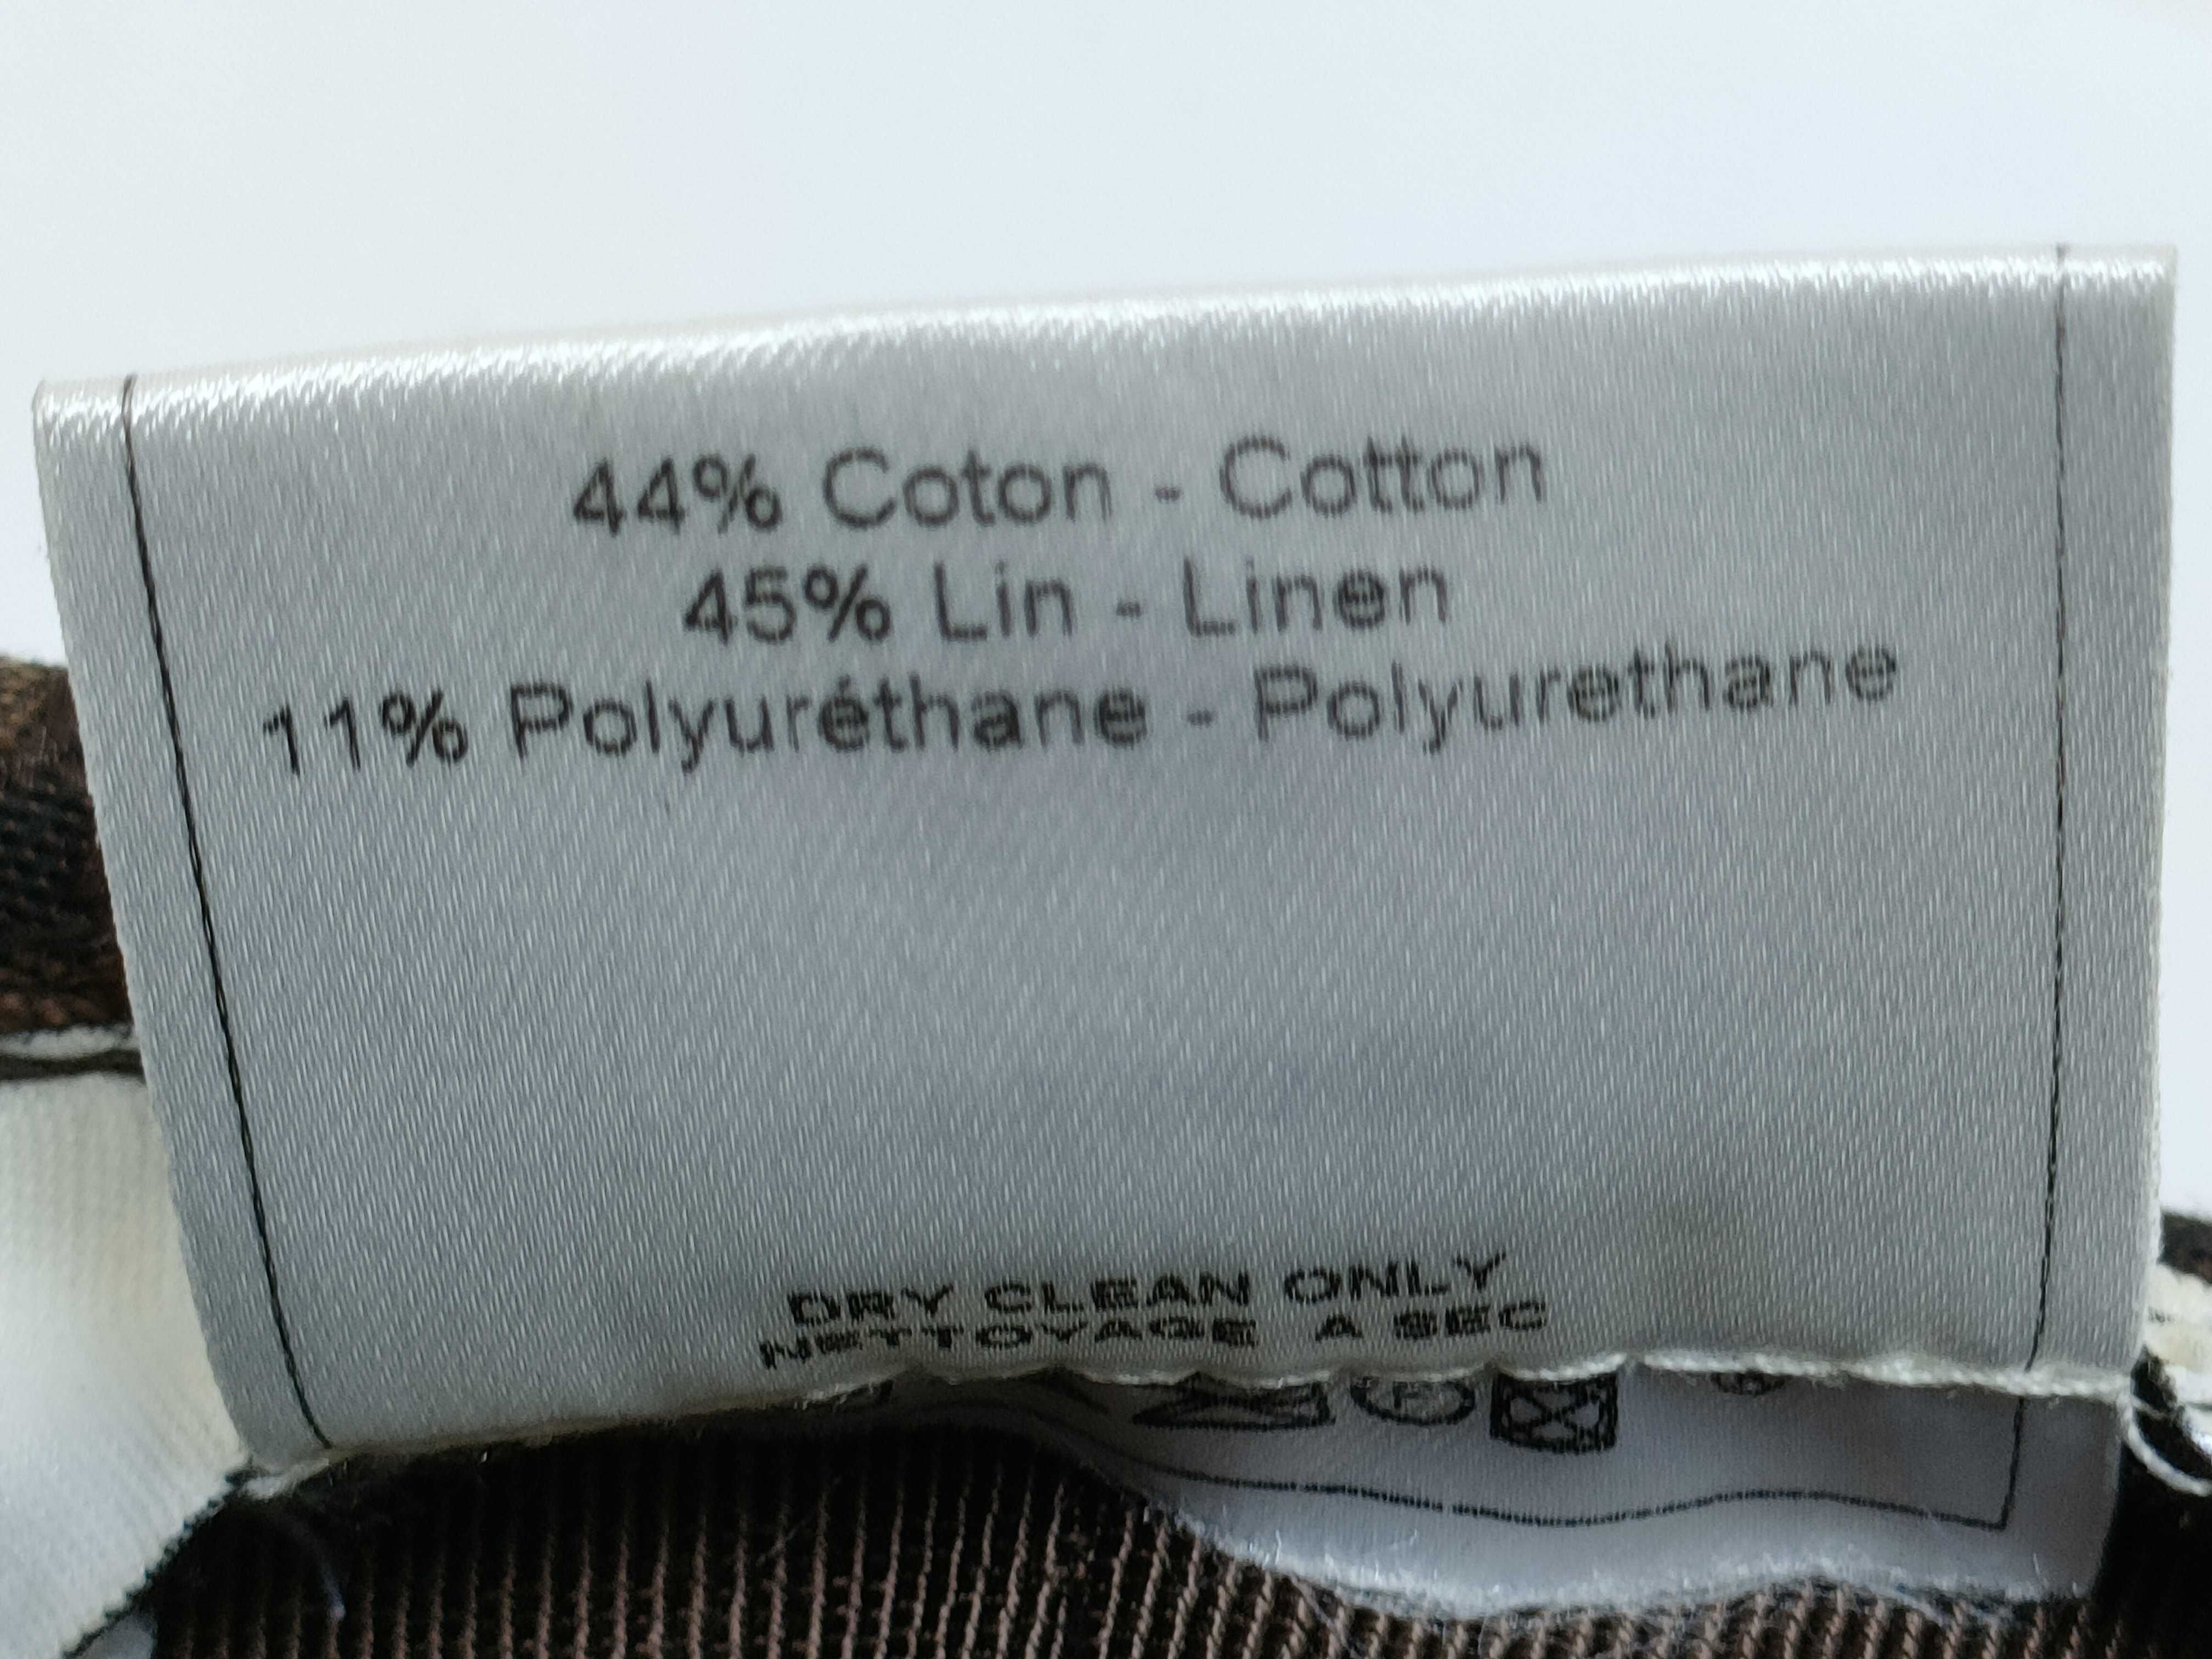 44% Coton - Cotton
45% Lin - Linen
11% Polyuréthane - Polyurethane
DRY CLEAN ONLY
NETTOYAGE A SEC